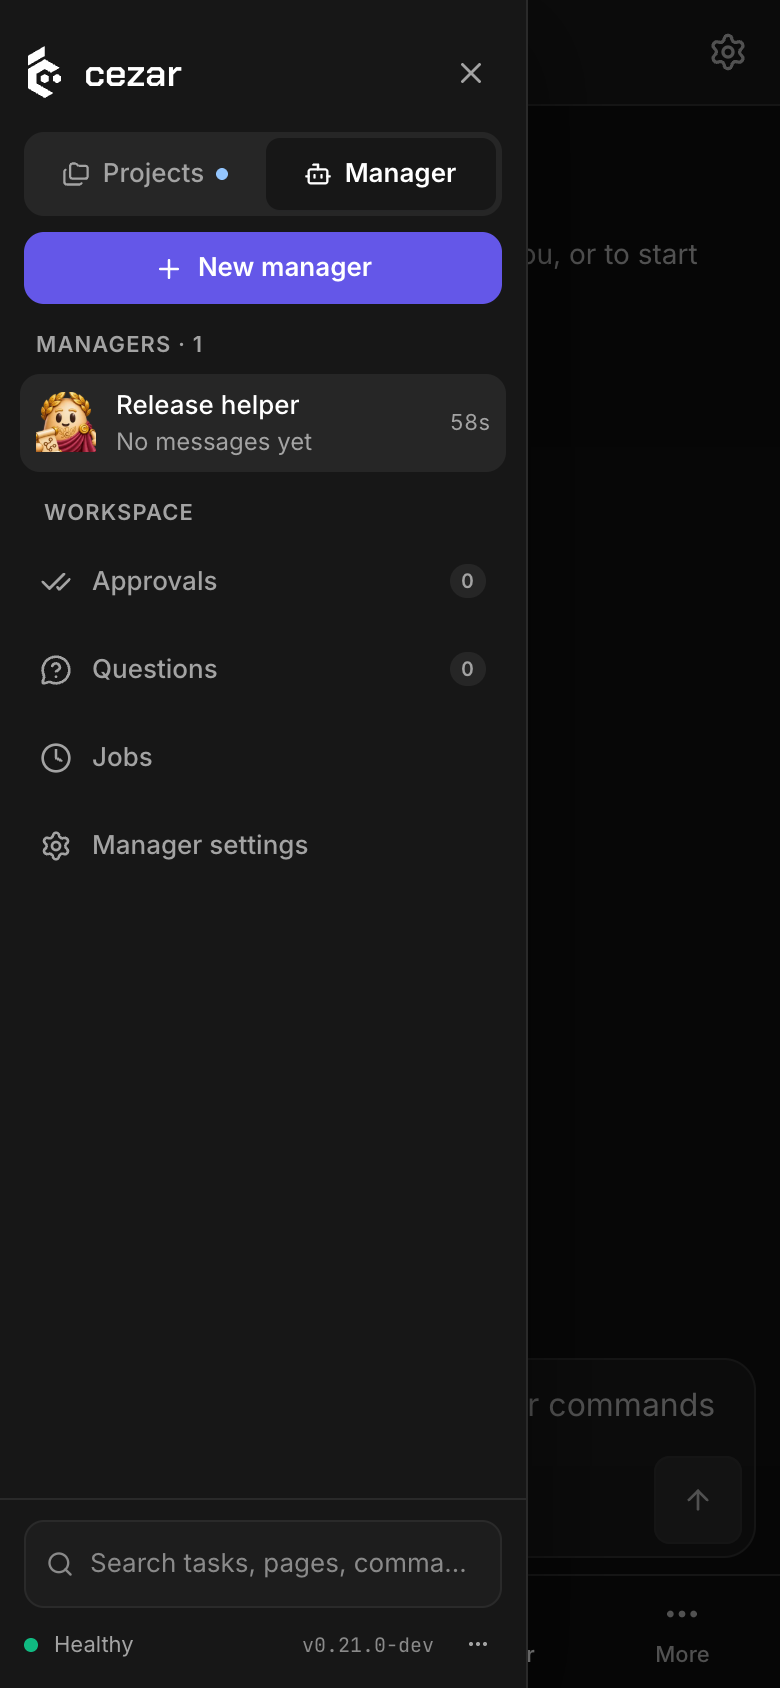 cezar
Projects
Manager
New manager
MANAGERS · 1
Release helper
58s
No messages yet
WORKSPACE
Approvals
0
Questions
0
Jobs
Manager settings
Search tasks, pages, comma...
Healthy
v0.21.0-dev
ou, or to start
r commands
r
More